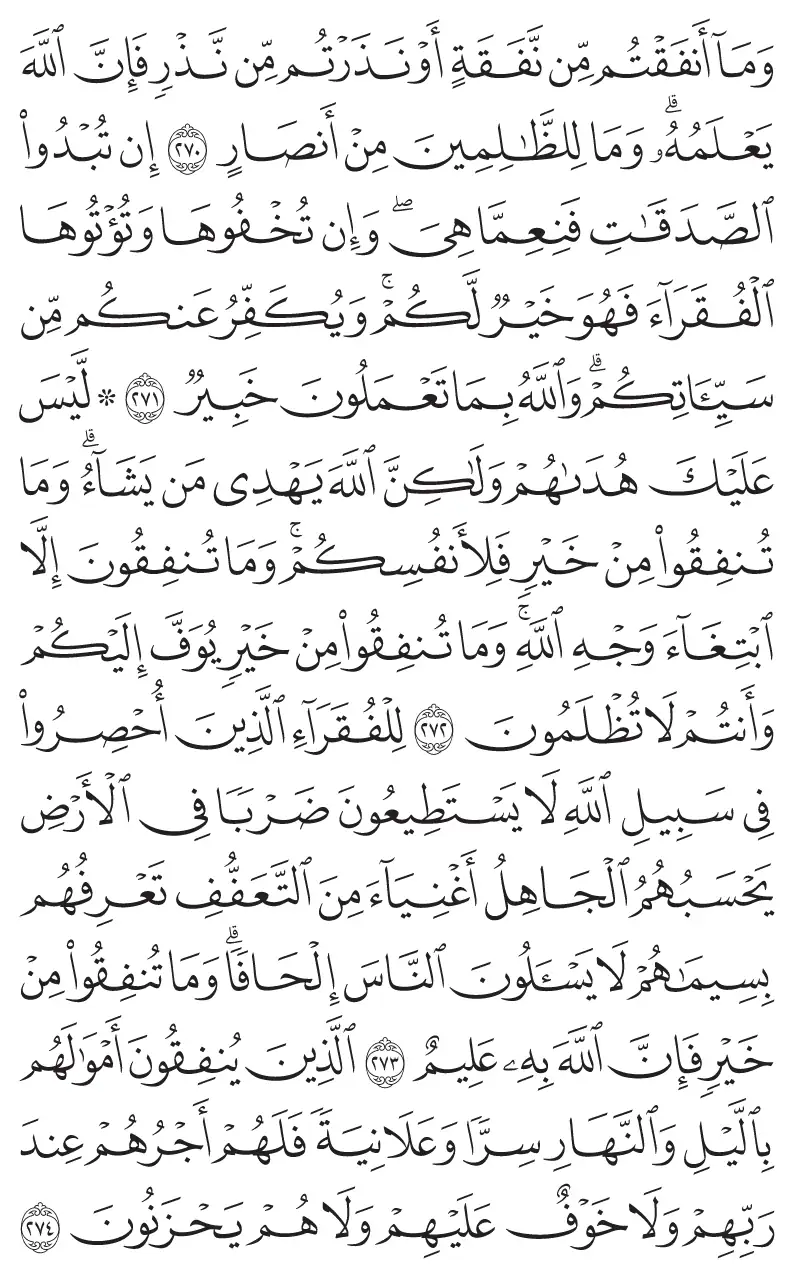 وَمَآ أَنفَقۡتُم مِّن نَّفَقَةٍ أَوۡ نَذَرۡتُم مِّن نَّذۡرٖ فَإِنَّ ٱللَّهَ
يَعۡلَمُهُۥۗ وَمَا لِلظَّٰلِمِينَ مِنۡ أَنصَارٍ ٢٧٠ إِن تُبۡدُواْ
ٱلصَّدَقَٰتِ فَنِعِمَّا هِيَۖ وَإِن تُخۡفُوهَا وَتُؤۡتُوهَا
ٱلۡفُقَرَآءَ فَهُوَ خَيۡرٞ لَّكُمۡۚ وَيُكَفِّرُ عَنكُم مِّن
سَيِّـَٔاتِكُمۡۗ وَٱللَّهُ بِمَا تَعۡمَلُونَ خَبِيرٞ ٢٧١ ۞ لَّيۡسَ
عَلَيۡكَ هُدَىٰهُمۡ وَلَٰكِنَّ ٱللَّهَ يَهۡدِي مَن يَشَآءُۗ وَمَا
تُنفِقُواْ مِنۡ خَيۡرٖ فَلِأَنفُسِكُمۡۚ وَمَا تُنفِقُونَ إِلَّا
ٱبۡتِغَآءَ وَجۡهِ ٱللَّهِۚ وَمَا تُنفِقُواْ مِنۡ خَيۡرٖ يُوَفَّ إِلَيۡكُمۡ
وَأَنتُمۡ لَا تُظۡلَمُونَ ٢٧٢ لِلۡفُقَرَآءِ ٱلَّذِينَ أُحۡصِرُواْ
فِي سَبِيلِ ٱللَّهِ لَا يَسۡتَطِيعُونَ ضَرۡبٗا فِي ٱلۡأَرۡضِ
يَحۡسَبُهُمُ ٱلۡجَاهِلُ أَغۡنِيَآءَ مِنَ ٱلتَّعَفُّفِ تَعۡرِفُهُم
بِسِيمَٰهُمۡ لَا يَسۡـَٔلُونَ ٱلنَّاسَ إِلۡحَافٗاۗ وَمَا تُنفِقُواْ مِنۡ
خَيۡرٖ فَإِنَّ ٱللَّهَ بِهِۦ عَلِيمٌ ٢٧٣ ٱلَّذِينَ يُنفِقُونَ أَمۡوَٰلَهُم
بِٱلَّيۡلِ وَٱلنَّهَارِ سِرّٗا وَعَلَانِيَةٗ فَلَهُمۡ أَجۡرُهُمۡ عِندَ
رَبِّهِمۡ وَلَا خَوۡفٌ عَلَيۡهِمۡ وَلَا هُمۡ يَحۡزَنُونَ ٢٧٤